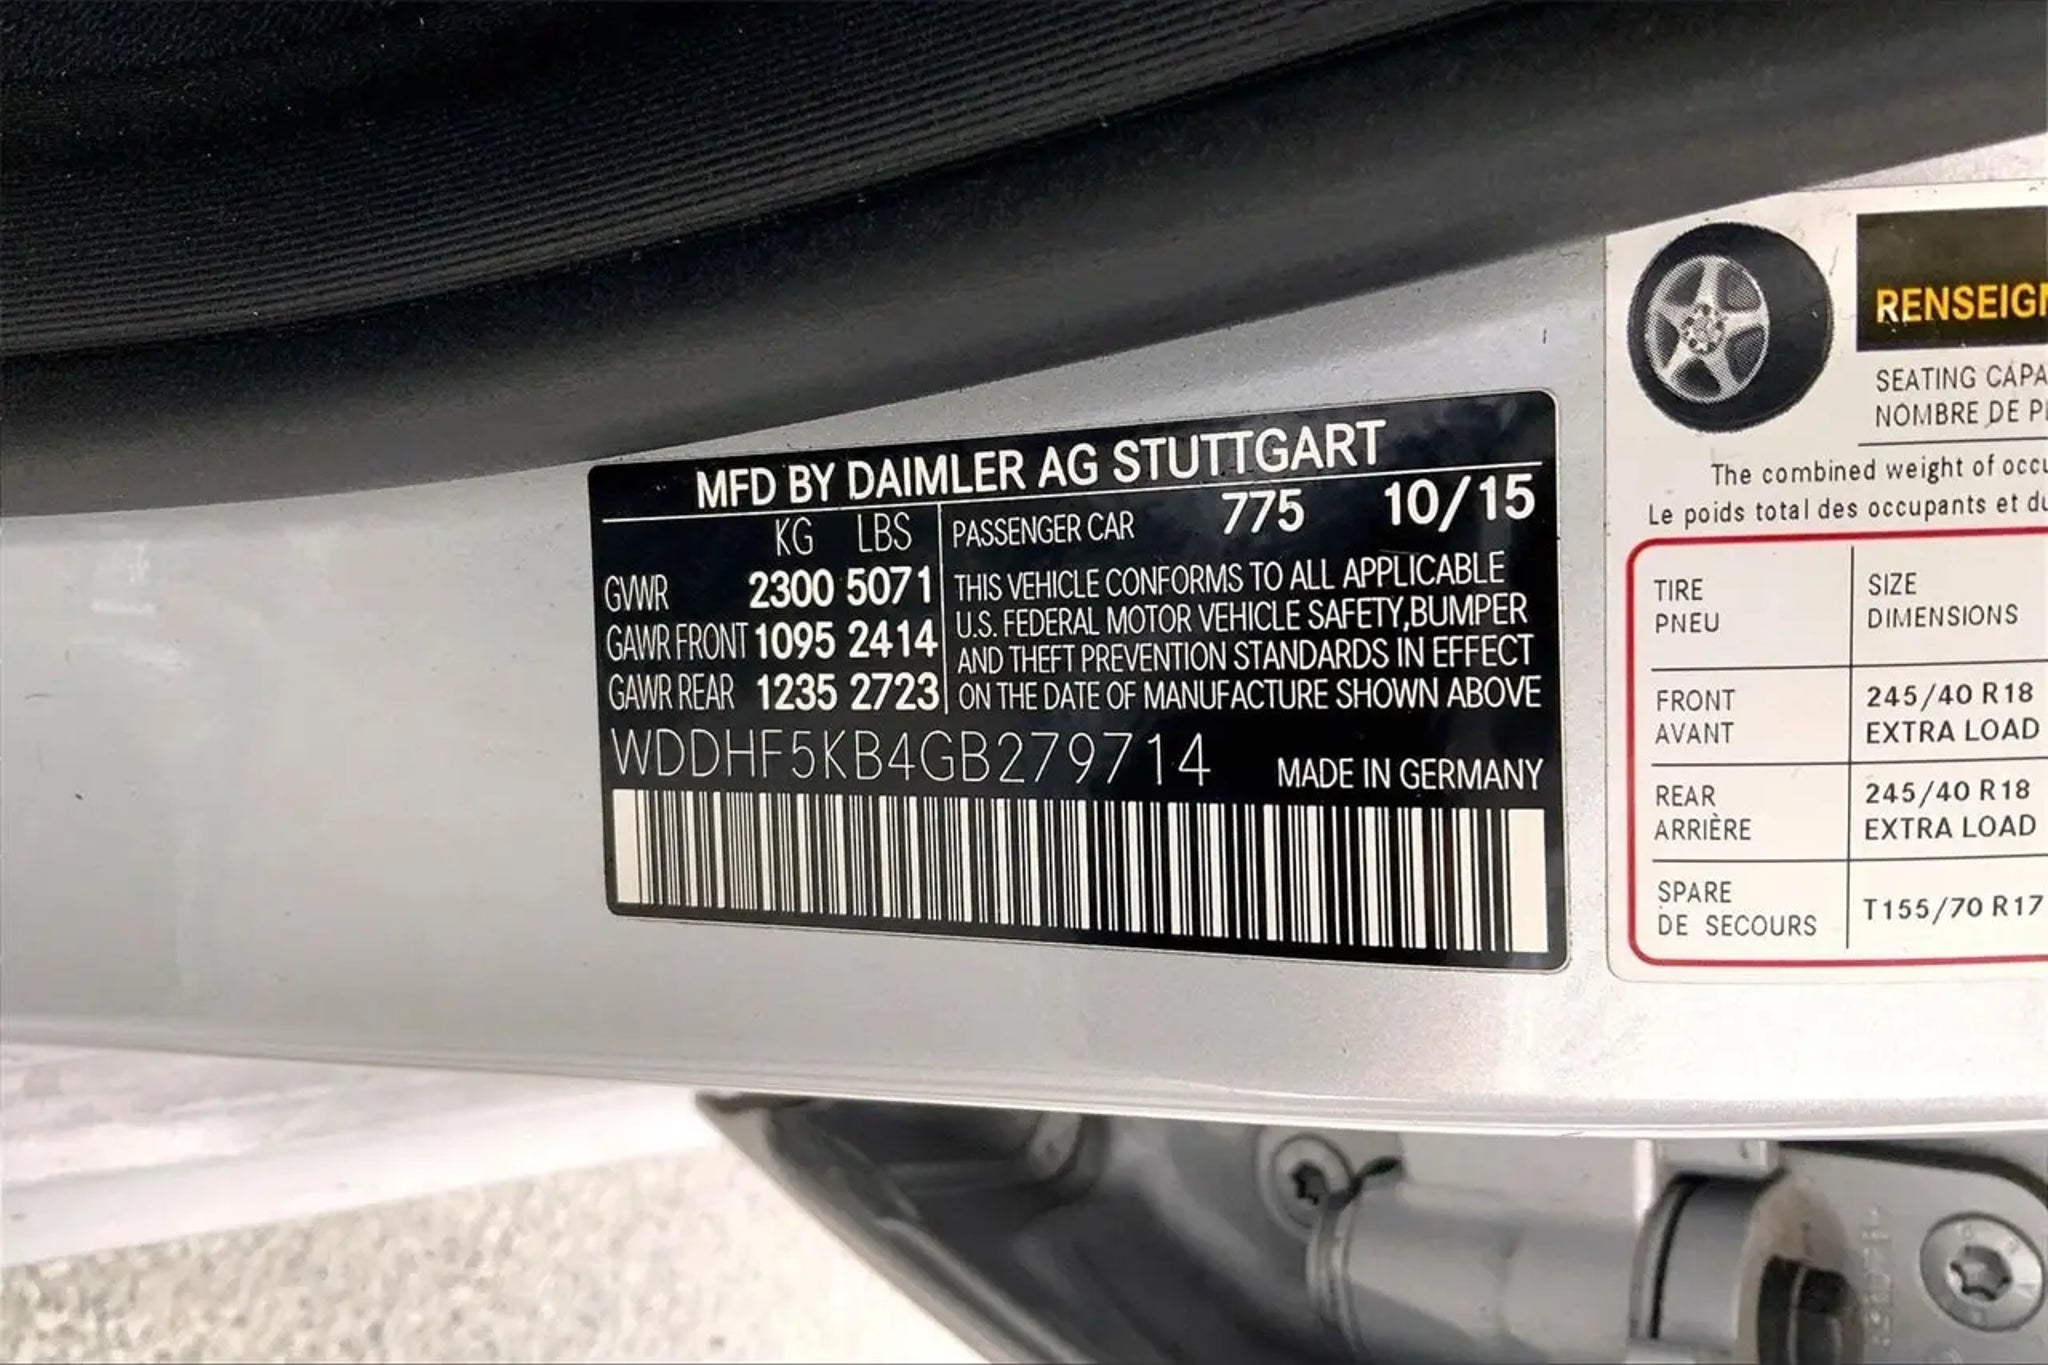 MFD BY DAIMLER AG STUTTGART
KG LBS
GVWR 2300 5071
GAWR FRONT 1095 2414
GAWR REAR 1235 2723
PASSENGER CAR 775 10/15
THIS VEHICLE CONFORMS TO ALL APPLICABLE
U.S. FEDERAL MOTOR VEHICLE SAFETY,BUMPER
AND THEFT PREVENTION STANDARDS IN EFFECT
ON THE DATE OF MANUFACTURE SHOWN ABOVE
WDDHF5KB4GB279714 MADE IN GERMANY
RENSEIGN
SEATING CAPA
NOMBRE DE PL
The combined weight of occu
Le poids total des occupants et du
TIRE SIZE
PNEU DIMENSIONS
FRONT 245/40 R18
AVANT EXTRA LOAD
REAR 245/40 R18
ARRIÈRE EXTRA LOAD
SPARE T155/70 R17
DE SECOURS